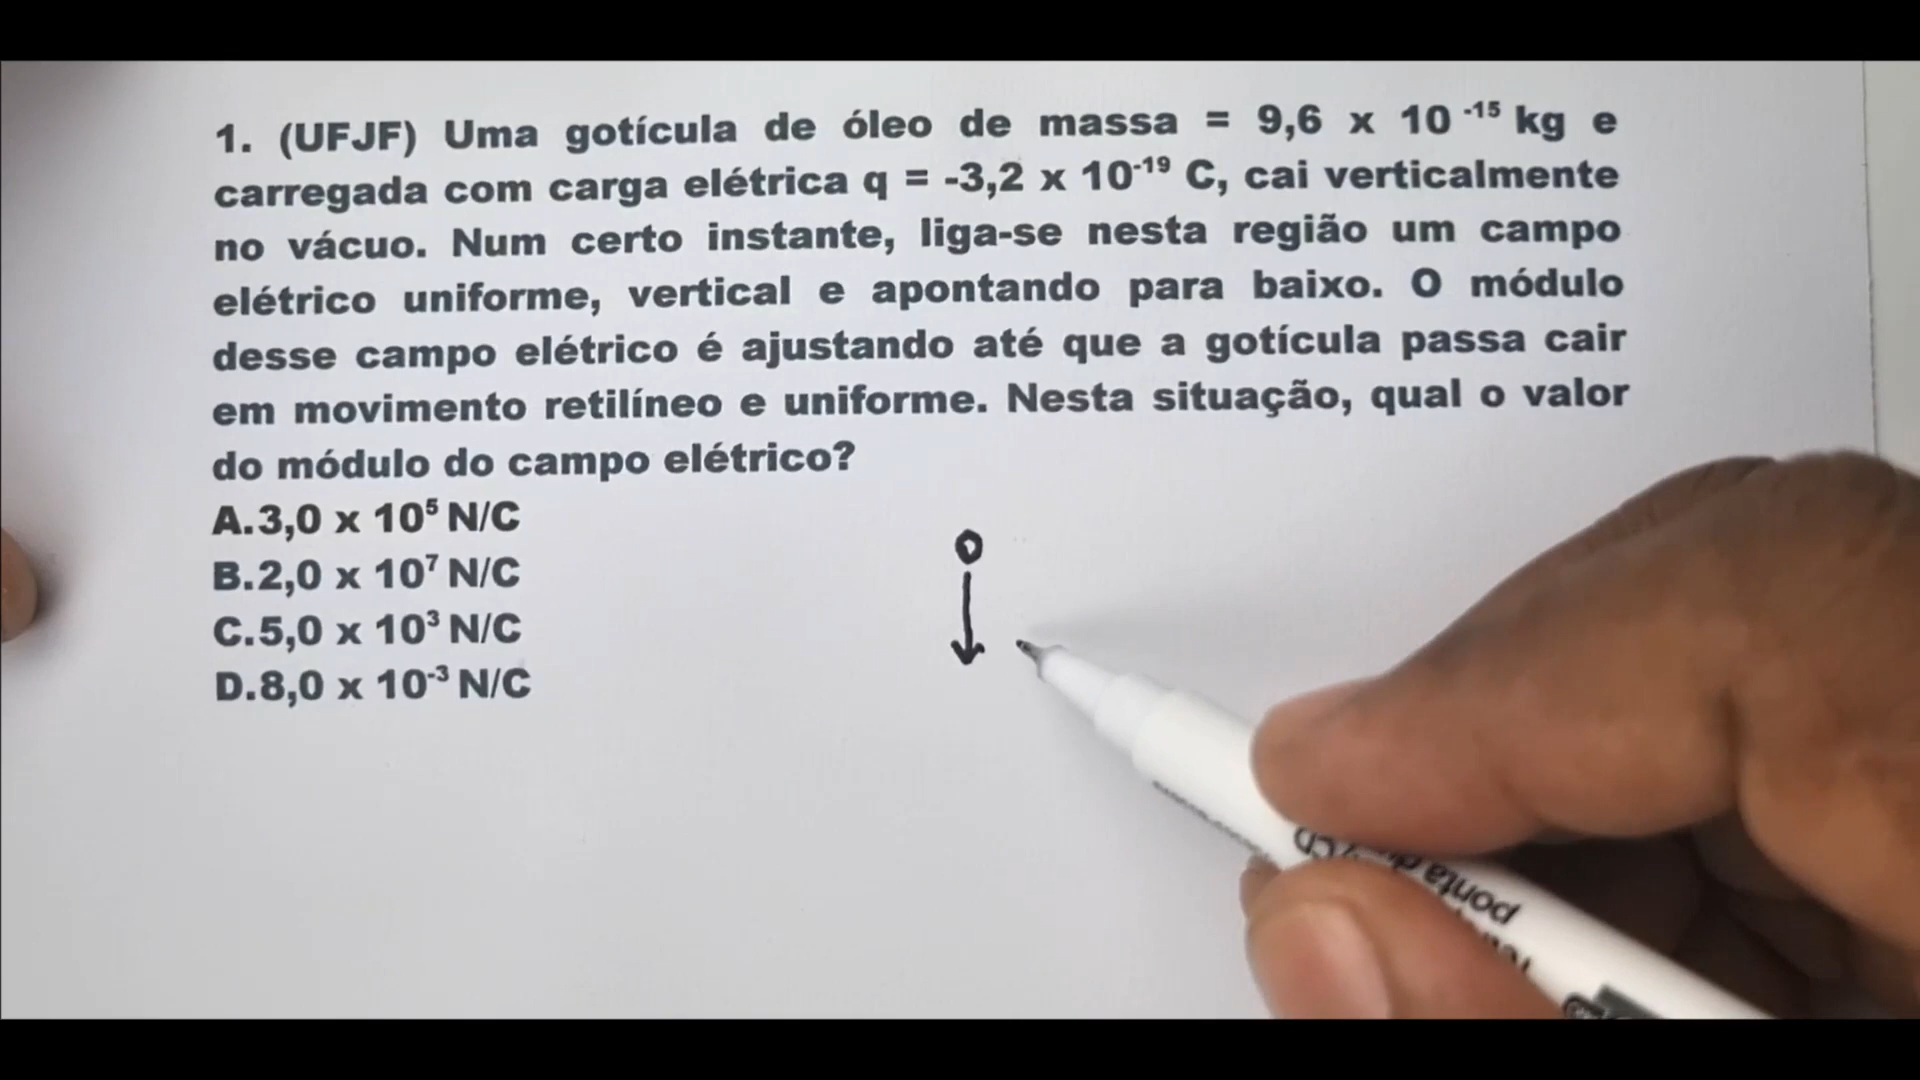 1. (UFJF) Uma gotícula de óleo de massa = 9,6 x 10 ⁻¹⁵ kg e
carregada com carga elétrica q = -3,2 x 10⁻¹⁹ C, cai verticalmente
no vácuo. Num certo instante, liga-se nesta região um campo
elétrico uniforme, vertical e apontando para baixo. O módulo
desse campo elétrico é ajustando até que a gotícula passa cair
em movimento retilíneo e uniforme. Nesta situação, qual o valor
do módulo do campo elétrico?
A.3,0 x 10⁵ N/C
B.2,0 x 10⁷ N/C
C.5,0 x 10³ N/C
D.8,0 x 10⁻³ N/C
ponta